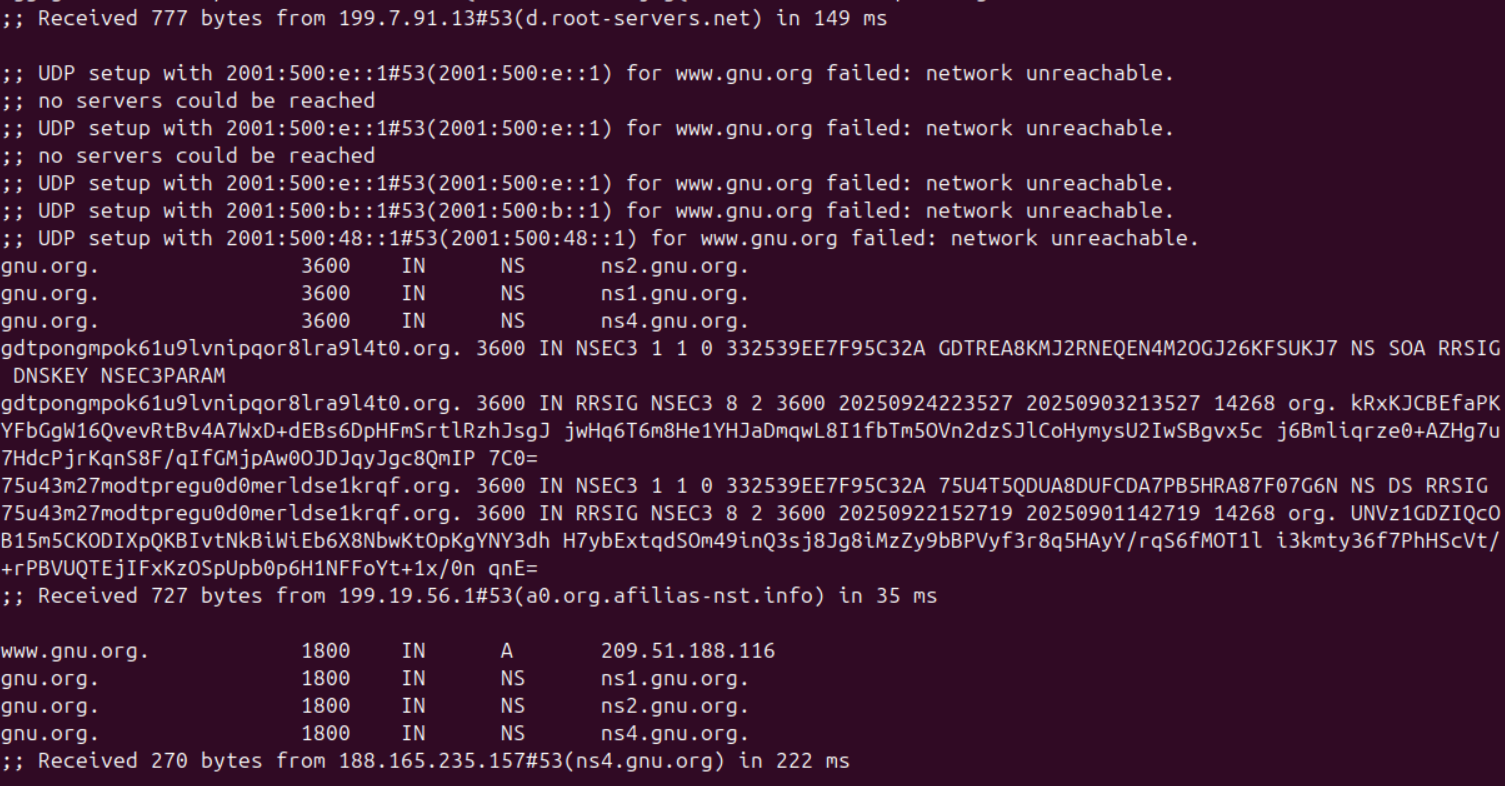 ;; Received 777 bytes from 199.7.91.13#53(d.root-servers.net) in 149 ms
;; UDP setup with 2001:500:e::1#53(2001:500:e::1) for www.gnu.org failed: network unreachable.
;; no servers could be reached
;; UDP setup with 2001:500:e::1#53(2001:500:e::1) for www.gnu.org failed: network unreachable.
;; no servers could be reached
;; UDP setup with 2001:500:e::1#53(2001:500:e::1) for www.gnu.org failed: network unreachable.
;; UDP setup with 2001:500:b::1#53(2001:500:b::1) for www.gnu.org failed: network unreachable.
;; UDP setup with 2001:500:48::1#53(2001:500:48::1) for www.gnu.org failed: network unreachable.
gnu.org. 3600 IN NS ns2.gnu.org.
gnu.org. 3600 IN NS ns1.gnu.org.
gnu.org. 3600 IN NS ns4.gnu.org.
gdtpongmpok61u9lvnipqor8lra9l4t0.org. 3600 IN NSEC3 1 1 0 332539EE7F95C32A GDTREA8KMJ2RNEQEN4M2OGJ26KFSUKJ7 NS SOA RRSIG
DNSKEY NSEC3PARAM
gdtpongmpok61u9lvnipqor8lra9l4t0.org. 3600 IN RRSIG NSEC3 8 2 3600 20250924223527 20250903213527 14268 org. kRxKJCBEfaPK
YFbGgW16QvevRtBv4A7WxD+dEBs6DpHFmSrtlRzhJsgJ jwHq6T6m8He1YHJaDmqwL8I1fbTm5OVn2dzSJlCoHymysU2IwSBgvx5c j6Bmliqrze0+AZHg7u
7HdcPjrKqnS8F/qIfGMjpAw0OJDJqyJgc8QmIP 7C0=
75u43m27modtpregu0d0merldse1krqf.org. 3600 IN NSEC3 1 1 0 332539EE7F95C32A 75U4T5QDUA8DUFCDA7PB5HRA87F07G6N NS DS RRSIG
75u43m27modtpregu0d0merldse1krqf.org. 3600 IN RRSIG NSEC3 8 2 3600 20250922152719 20250901142719 14268 org. UNVz1GDZIQcO
B15m5CKODIXpQKBIvtNkBiWiEb6X8NbwKtOpKgYNY3dh H7ybExtqdSOm49inQ3sj8Jg8iMzZy9bBPVyf3r8q5HAyY/rqS6fMOT1l i3kmty36f7PhHScVt/
+rPBVUQTEjIFxKzOSpUpb0p6H1NFFoYt+1x/0n qnE=
;; Received 727 bytes from 199.19.56.1#53(a0.org.afilias-nst.info) in 35 ms
www.gnu.org. 1800 IN A 209.51.188.116
gnu.org. 1800 IN NS ns1.gnu.org.
gnu.org. 1800 IN NS ns2.gnu.org.
gnu.org. 1800 IN NS ns4.gnu.org.
;; Received 270 bytes from 188.165.235.157#53(ns4.gnu.org) in 222 ms